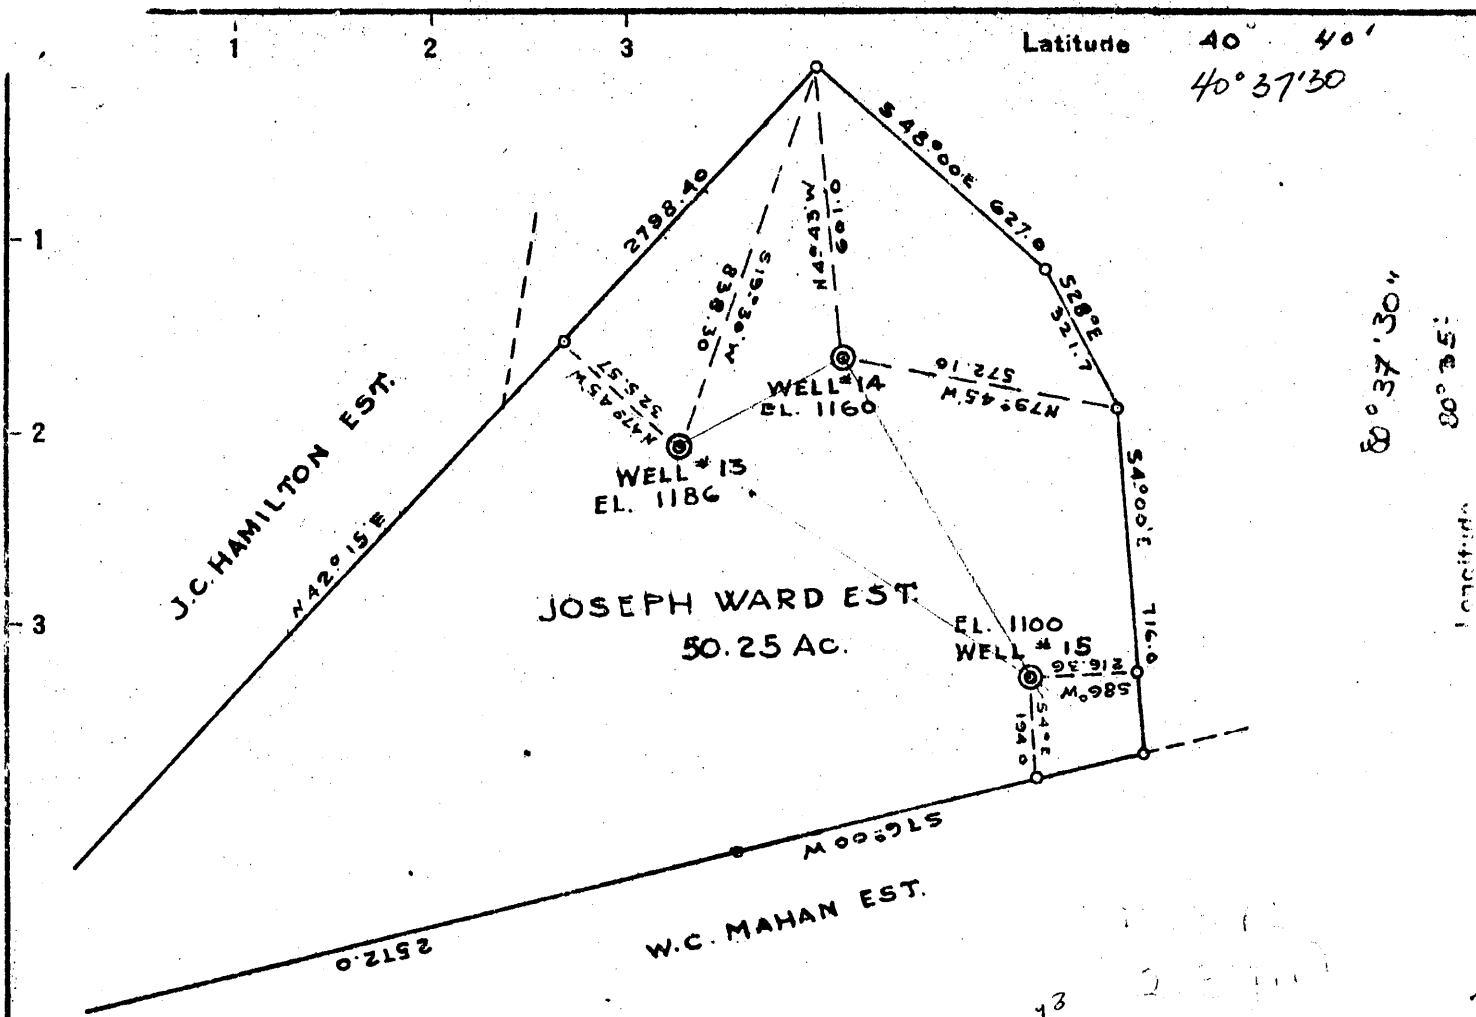 1 2 3 Latitude 40° 40'
40° 37'30
S 48°00'E 627.0
2798.40
N4°43'W
601.0
1
S19°30'W
838.30
S28°E
321.7
80° 37' 30"
80° 35'
Longitude
N47°45'W
325.57
WELL #14
EL. 1160
572.10
N79°45'W
2
WELL #13
EL. 1186
J.C. HAMILTON EST.
N 42° 15' E
S4°00'E
716.0
JOSEPH WARD EST.
50.25 AC.
3
EL. 1100
WELL #15
216.36
S86°W
S4°E
194.0
S76°00 W
2572.0
W.C. MAHAN EST.